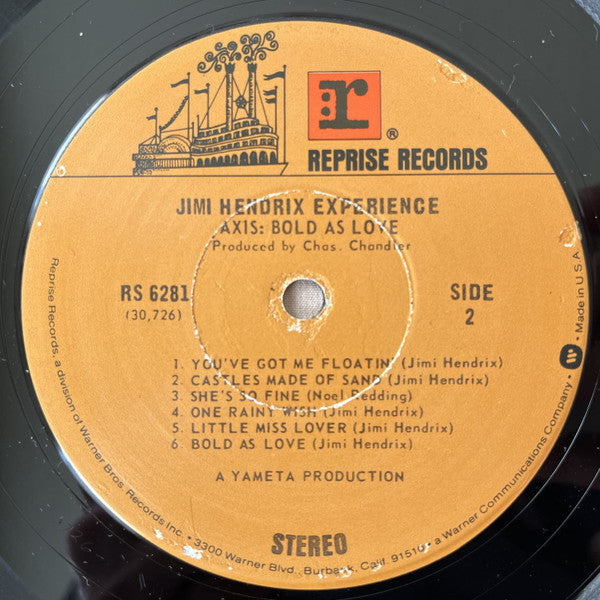 r
®
REPRISE RECORDS
JIMI HENDRIX EXPERIENCE
AXIS: BOLD AS LOVE
Produced by Chas. Chandler
RS 6281
(30,726)
SIDE
2
1. YOU'VE GOT ME FLOATIN' (Jimi Hendrix)
2. CASTLES MADE OF SAND (Jimi Hendrix)
3. SHE'S SO FINE (Noel Redding)
4. ONE RAINY WISH (Jimi Hendrix)
5. LITTLE MISS LOVER (Jimi Hendrix)
6. BOLD AS LOVE (Jimi Hendrix)
A YAMETA PRODUCTION
STEREO
Reprise Records, a division of Warner Bros. Records Inc. • 3300 Warner Blvd., Burbank, Calif. 91510 • a Warner Communications Company • Made in U.S.A.